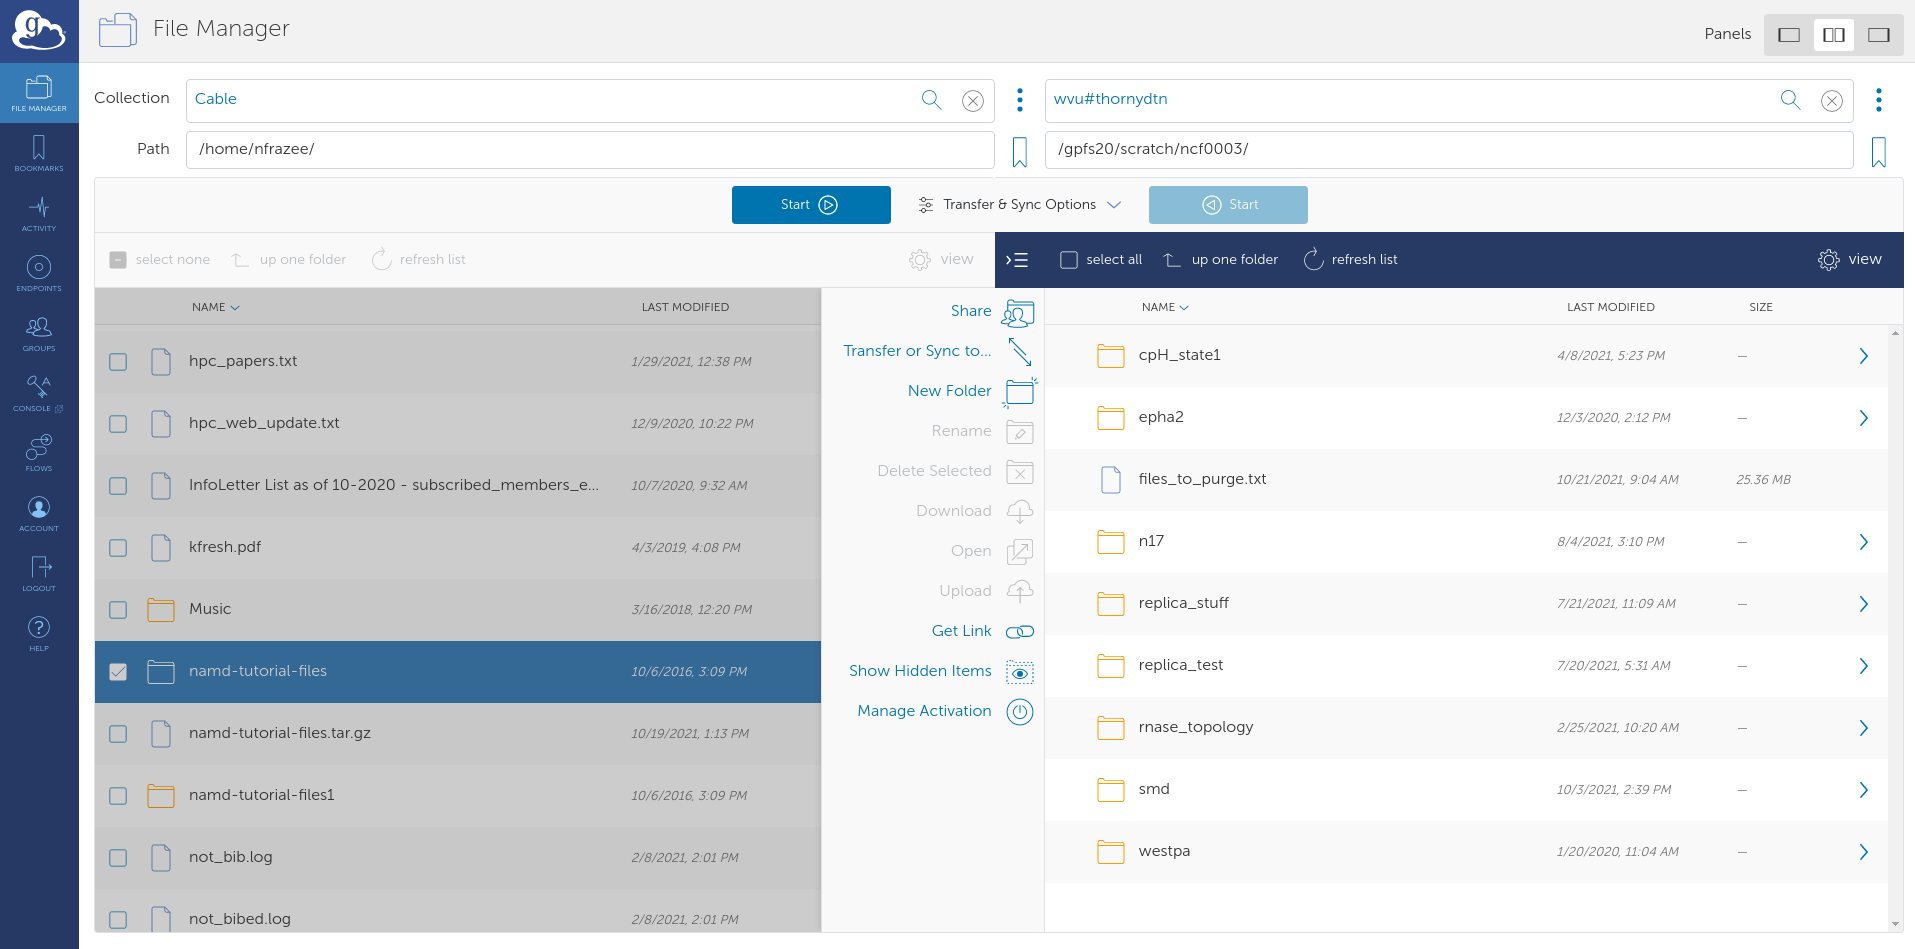 g
File Manager
Panels
FILE MANAGER
BOOKMARKS
ACTIVITY
ENDPOINTS
GROUPS
CONSOLE
FLOWS
ACCOUNT
LOGOUT
?
HELP
Collection
Cable
wvu#thornydtn
Path
/home/nfrazee/
/gpfs20/scratch/ncf0003/
Start
Transfer & Sync Options
Start
select none
up one folder
refresh list
view
select all
up one folder
refresh list
view
NAME
LAST MODIFIED
hpc_papers.txt
1/29/2021, 12:38 PM
hpc_web_update.txt
12/9/2020, 10:22 PM
InfoLetter List as of 10-2020 - subscribed_members_e...
10/7/2020, 9:32 AM
kfresh.pdf
4/3/2019, 4:08 PM
Music
3/16/2018, 12:20 PM
namd-tutorial-files
10/6/2016, 3:09 PM
namd-tutorial-files.tar.gz
10/19/2021, 1:13 PM
namd-tutorial-files1
10/6/2016, 3:09 PM
not_bib.log
2/8/2021, 2:01 PM
not_bibed.log
2/8/2021, 2:01 PM
Share
Transfer or Sync to...
New Folder
Rename
Delete Selected
Download
Open
Upload
Get Link
Show Hidden Items
Manage Activation
NAME
LAST MODIFIED
SIZE
cpH_state1
4/8/2021, 5:23 PM
—
epha2
12/3/2020, 2:12 PM
—
files_to_purge.txt
10/21/2021, 9:04 AM
25.36 MB
n17
8/4/2021, 3:10 PM
—
replica_stuff
7/21/2021, 11:09 AM
—
replica_test
7/20/2021, 5:31 AM
—
rnase_topology
2/25/2021, 10:20 AM
—
smd
10/3/2021, 2:39 PM
—
westpa
1/20/2020, 11:04 AM
—